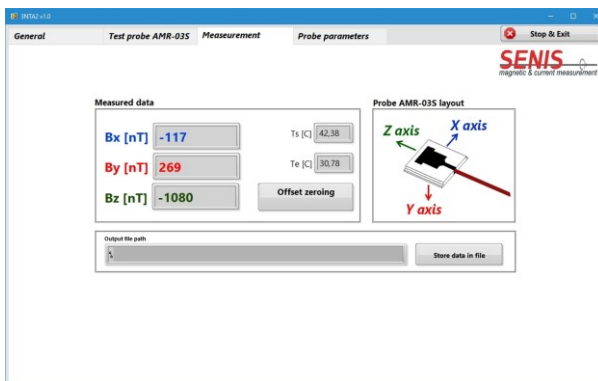 3NTA2 v1.0
General Test probe AMR-03S Measeurement Probe parameters Stop & Exit
SENIS
magnetic & current measurement
Measured data
Probe AMR-03S layout
Bx [nT] -117
Ts [C] 42,38
By [nT] 269
Te [C] 30,78
Bz [nT] -1080
Offset zeroing
Z axis
X axis
Y axis
Output file path
Store data in file